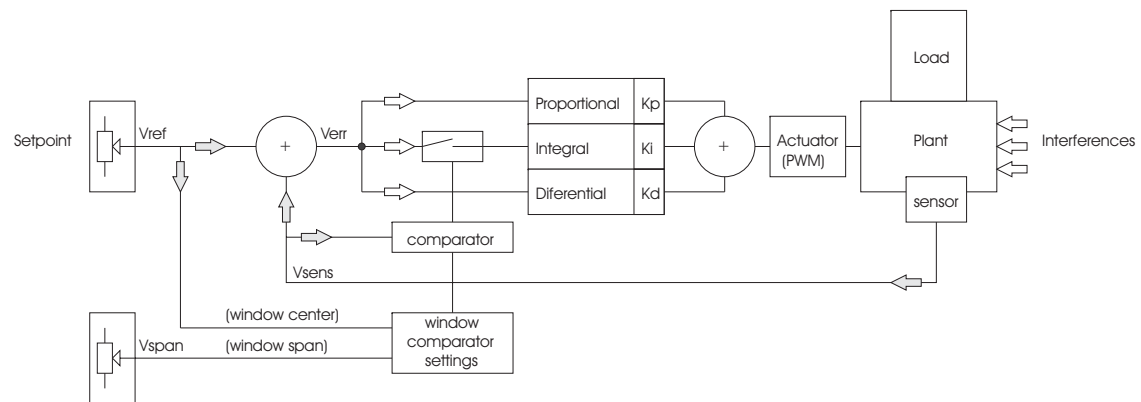 Load
Proportional Kp
Setpoint
Vref
+
Verr
Integral Ki
+
Actuator
(PWM)
Plant
Interferences
Diferential Kd
sensor
comparator
Vsens
(window center)
window
comparator
settings
Vspan
(window span)